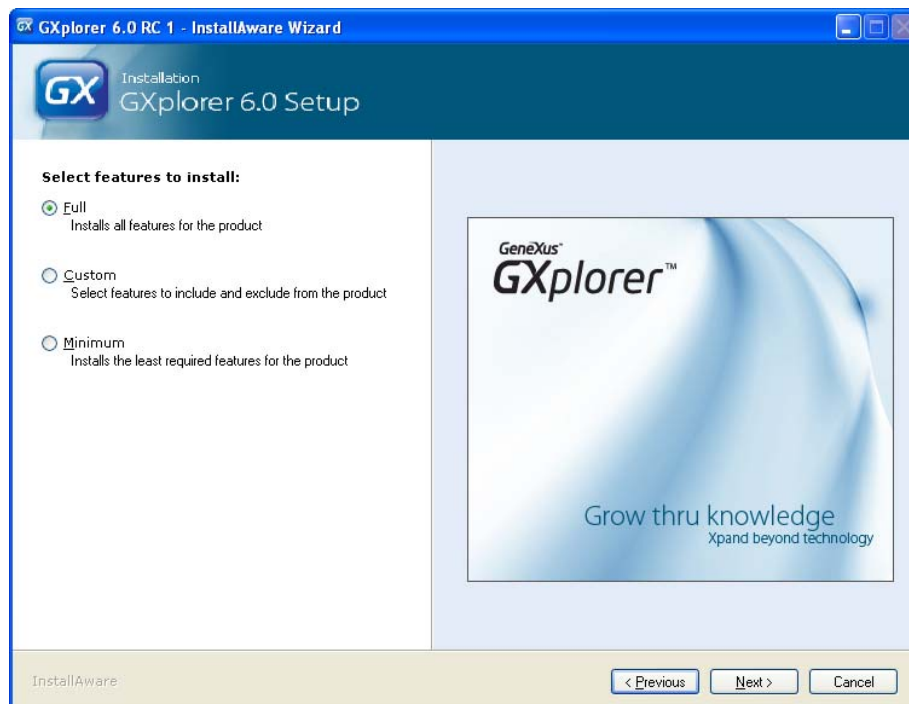 GX GXplorer 6.0 RC 1 - InstallAware Wizard
GX
Installation
GXplorer 6.0 Setup
Select features to install:
Full
Installs all features for the product
Custom
Select features to include and exclude from the product
Minimum
Installs the least required features for the product
GeneXus™
GXplorer™
Grow thru knowledge
Xpand beyond technology
InstallAware
< Previous
Next >
Cancel